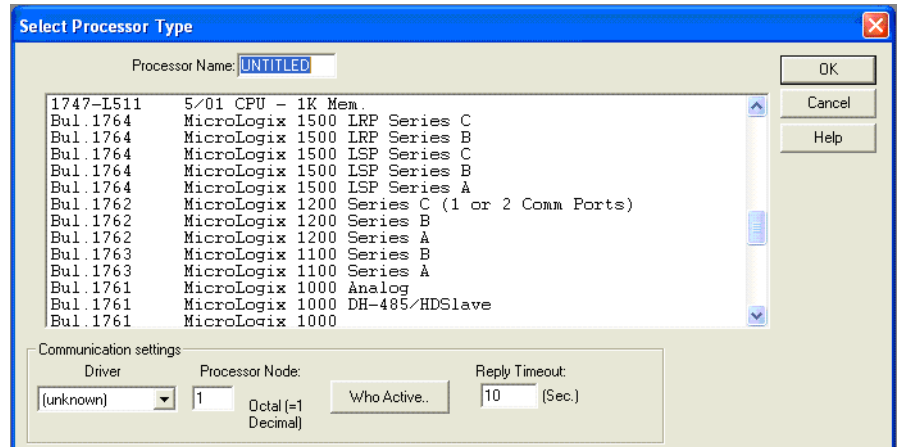 Select Processor Type
Processor Name: UNTITLED
OK
Cancel
Help
1747-L511 5/01 CPU - 1K Mem.
Bul.1764 MicroLogix 1500 LRP Series C
Bul.1764 MicroLogix 1500 LRP Series B
Bul.1764 MicroLogix 1500 LSP Series C
Bul.1764 MicroLogix 1500 LSP Series B
Bul.1764 MicroLogix 1500 LSP Series A
Bul.1762 MicroLogix 1200 Series C (1 or 2 Comm Ports)
Bul.1762 MicroLogix 1200 Series B
Bul.1762 MicroLogix 1200 Series A
Bul.1763 MicroLogix 1100 Series B
Bul.1763 MicroLogix 1100 Series A
Bul.1761 MicroLogix 1000 Analog
Bul.1761 MicroLogix 1000 DH-485/HDSlave
Bul.1761 MicroLogix 1000
Communication settings
Driver Processor Node: Reply Timeout:
(unknown) 1 Octal (=1 Who Active.. 10 (Sec.)
Decimal)